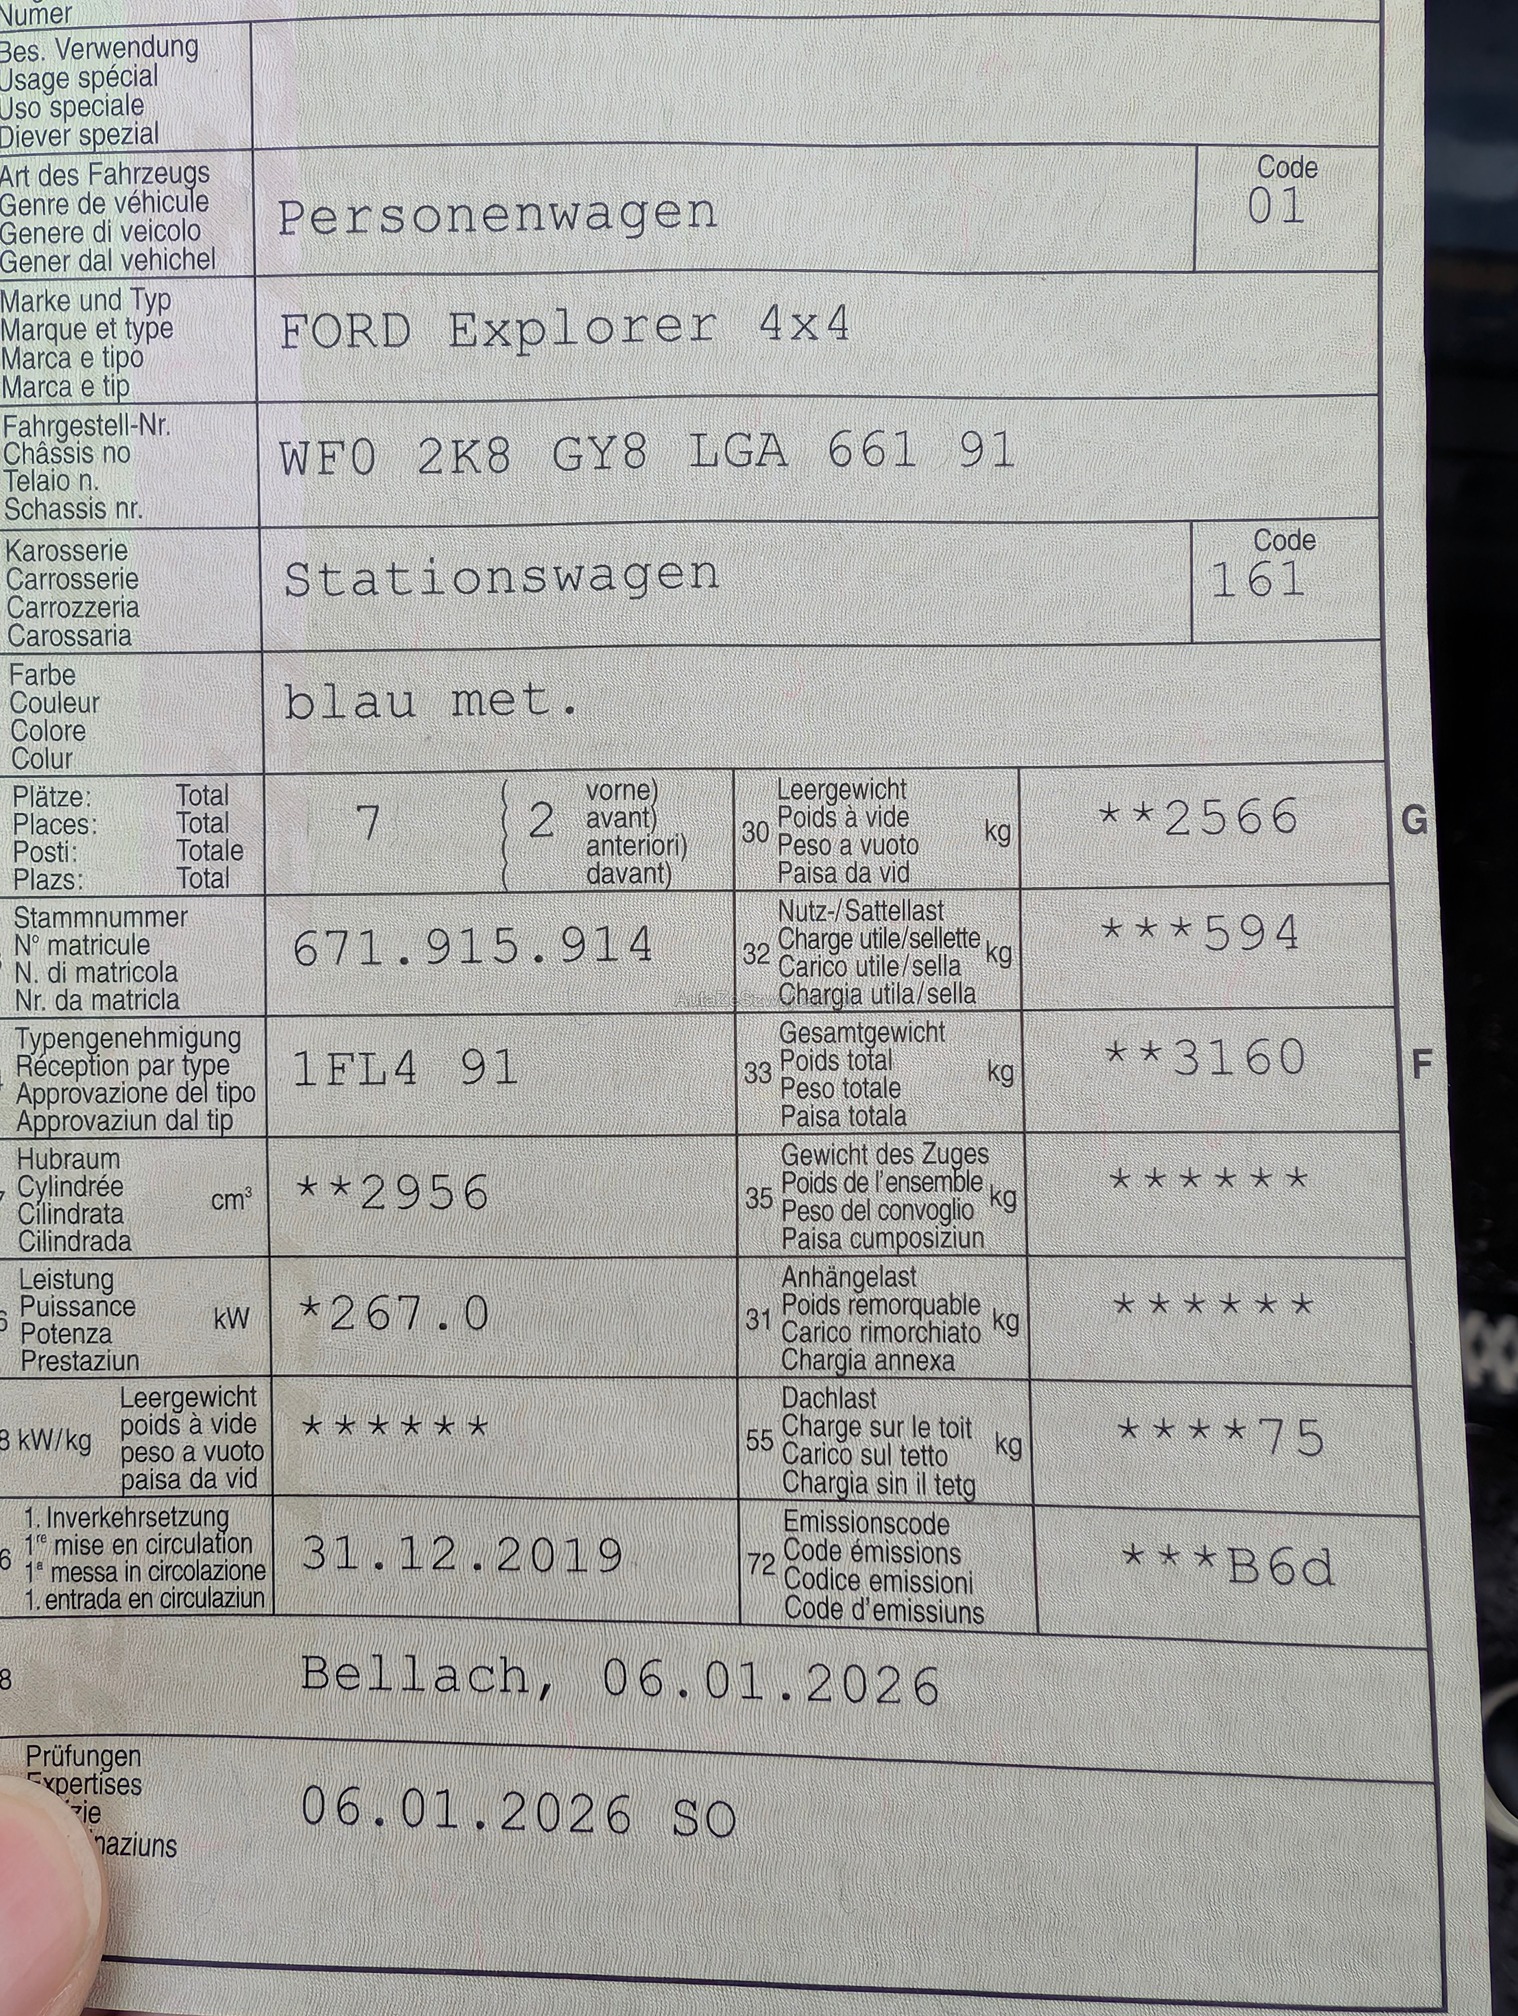 Numer
Bes. Verwendung
Usage spécial
Uso speciale
Diever spezial
Art des Fahrzeugs
Genre de véhicule
Genere di veicolo
Gener dal vehichel
Personenwagen
Code
01
Marke und Typ
Marque et type
Marca e tipo
Marca e tip
FORD Explorer 4x4
Fahrgestell-Nr.
Châssis no
Telaio n.
Schassis nr.
WF0 2K8 GY8 LGA 661 91
Karosserie
Carrosserie
Carrozzeria
Carossaria
Stationswagen
Code
161
Farbe
Couleur
Colore
Colur
blau met.
Plätze: Total
Places: Total
Posti: Totale
Plazs: Total
7
2
vorne)
avant)
anteriori)
davant)
30
Leergewicht
Poids à vide
Peso a vuoto
Paisa da vid
kg
**2566
G
Stammnummer
N° matricule
N. di matricola
Nr. da matricla
671.915.914
32
Nutz-/Sattellast
Charge utile/sellette
Carico utile/sella
Chargia utila/sella
kg
***594
Typengenehmigung
Réception par type
Approvazione del tipo
Approvaziun dal tip
1FL4 91
33
Gesamtgewicht
Poids total
Peso totale
Paisa totala
kg
**3160
F
Hubraum
Cylindrée
Cilindrata
Cilindrada
cm³
**2956
35
Gewicht des Zuges
Poids de l'ensemble
Peso del convoglio
Paisa cumposiziun
kg
******
Leistung
Puissance
Potenza
Prestaziun
kW
*267.0
31
Anhängelast
Poids remorquable
Carico rimorchiato
Chargia annexa
kg
******
8 kW/kg
Leergewicht
poids à vide
peso a vuoto
paisa da vid
******
55
Dachlast
Charge sur le toit
Carico sul tetto
Chargia sin il tetg
kg
****75
6
1. Inverkehrsetzung
1re mise en circulation
1a messa in circolazione
1. entrada en circulaziun
31.12.2019
72
Emissionscode
Code émissions
Codice emissioni
Code d'emissiuns
***B6d
8
Bellach, 06.01.2026
Prüfungen
Expertises
06.01.2026 SO